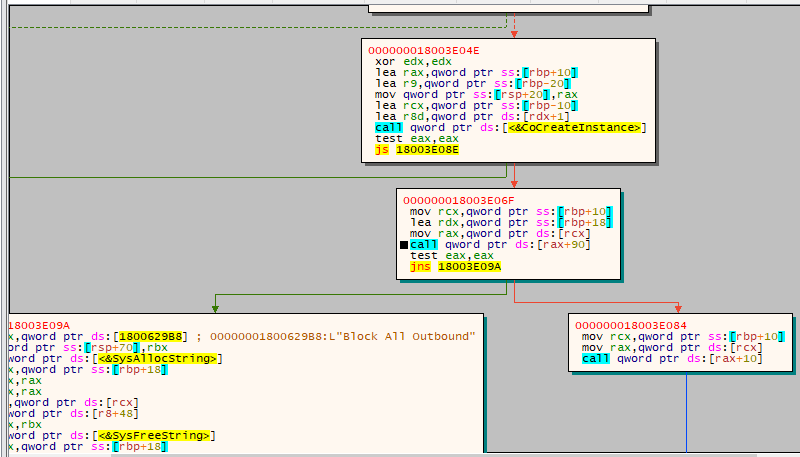 000000018003E04E
xor edx,edx
lea rax,qword ptr ss:[rbp+10]
lea r9,qword ptr ss:[rbp-20]
mov qword ptr ss:[rsp+20],rax
lea rcx,qword ptr ss:[rbp-10]
lea r8d,qword ptr ds:[rdx+1]
call qword ptr ds:[<&CoCreateInstance>]
test eax,eax
js 18003E08E
000000018003E06F
mov rcx,qword ptr ss:[rbp+10]
lea rdx,qword ptr ss:[rbp+18]
mov rax,qword ptr ds:[rcx]
call qword ptr ds:[rax+90]
test eax,eax
jns 18003E09A
18003E09A
x,qword ptr ds:[1800629B8] ; 00000001800629B8:L"Block All Outbound"
ord ptr ss:[rsp+70],rbx
word ptr ds:[<&SysAllocString>]
x,qword ptr ss:[rbp+18]
x,rax
x,rax
,qword ptr ds:[rcx]
word ptr ds:[r8+48]
x,rbx
word ptr ds:[<&SysFreeString>]
x,qword ptr ss:[rbp+18]
000000018003E084
mov rcx,qword ptr ss:[rbp+10]
mov rax,qword ptr ds:[rcx]
call qword ptr ds:[rax+10]